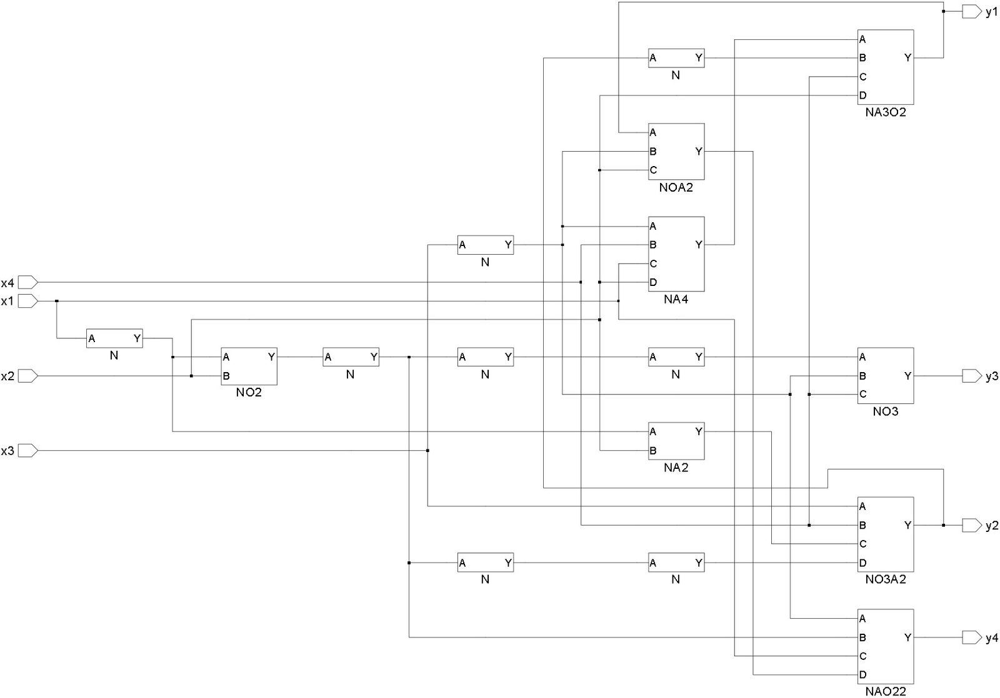 y1
A
A Y B Y
N C
D
NA3O2
A
B Y
C
NOA2
A
A Y B Y
N C
x4 D
x1 NA4
A Y
N
A Y A Y A Y A Y A
x2 B N N N B Y y3
NO2 C
NO3
A Y
x3 B
NA2
A
B Y y2
C
A Y A Y D
N N NO3A2
A
B Y y4
C
D
NAO22